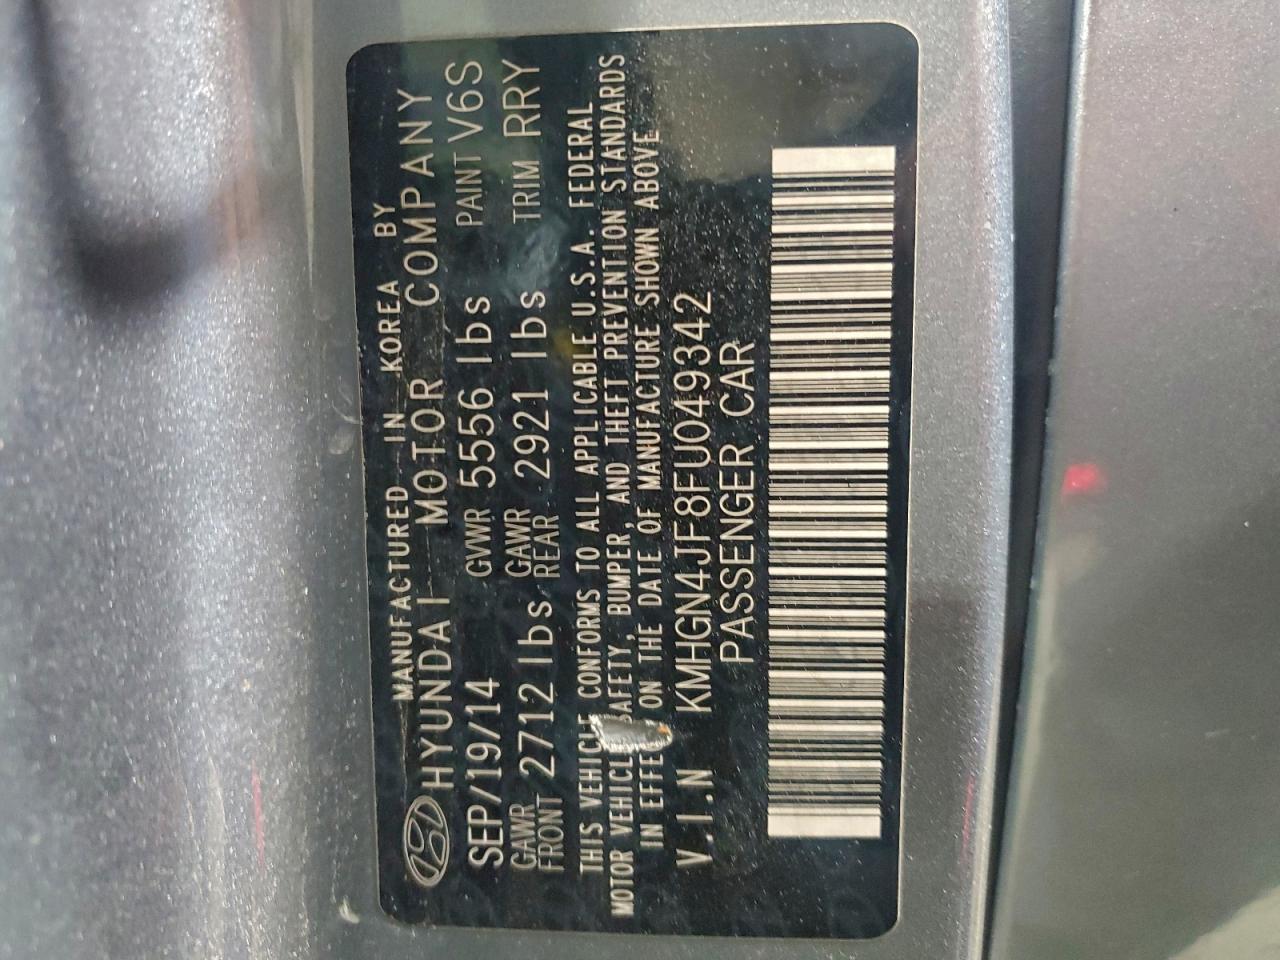 MANUFACTURED IN KOREA BY
HYUNDAI MOTOR COMPANY
SEP/19/14 GVWR 5556 lbs PAINT V6S
GAWR FRONT 2712 lbs GAWR REAR 2921 lbs TRIM RRY
THIS VEHICLE CONFORMS TO ALL APPLICABLE U.S.A. FEDERAL
MOTOR VEHICLE SAFETY, BUMPER, AND THEFT PREVENTION STANDARDS
IN EFFE ON THE DATE OF MANUFACTURE SHOWN ABOVE
V.I.N KMHGN4JF8FU049342
PASSENGER CAR